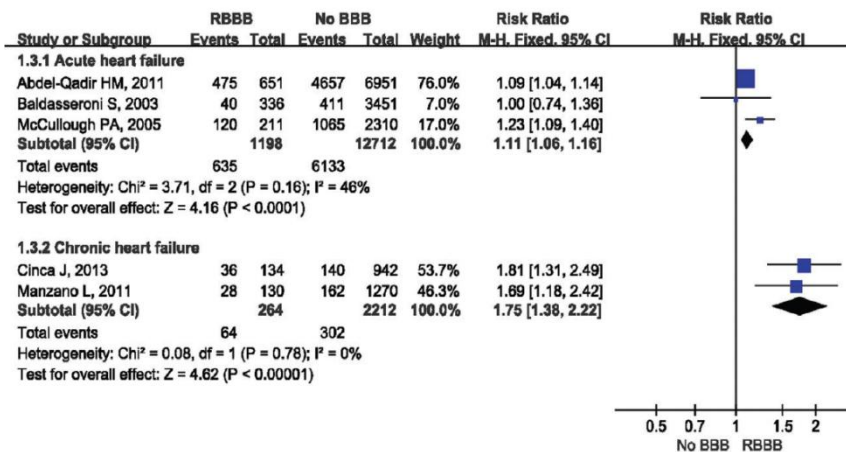 RBBB No BBB Risk Ratio Risk Ratio
Study or Subgroup Events Total Events Total Weight M-H. Fixed. 95% CI M-H. Fixed. 95% CI
1.3.1 Acute heart failure
Abdel-Qadir HM, 2011 475 651 4657 6951 76.0% 1.09 [1.04, 1.14]
Baldasseroni S, 2003 40 336 411 3451 7.0% 1.00 [0.74, 1.36]
McCullough PA, 2005 120 211 1065 2310 17.0% 1.23 [1.09, 1.40]
Subtotal (95% CI) 1198 12712 100.0% 1.11 [1.06, 1.16]
Total events 635 6133
Heterogeneity: Chi² = 3.71, df = 2 (P = 0.16); I² = 46%
Test for overall effect: Z = 4.16 (P < 0.0001)
1.3.2 Chronic heart failure
Cinca J, 2013 36 134 140 942 53.7% 1.81 [1.31, 2.49]
Manzano L, 2011 28 130 162 1270 46.3% 1.69 [1.18, 2.42]
Subtotal (95% CI) 264 2212 100.0% 1.75 [1.38, 2.22]
Total events 64 302
Heterogeneity: Chi² = 0.08, df = 1 (P = 0.78); I² = 0%
Test for overall effect: Z = 4.62 (P < 0.00001)
0.5 0.7 1 1.5 2
No BBB RBBB